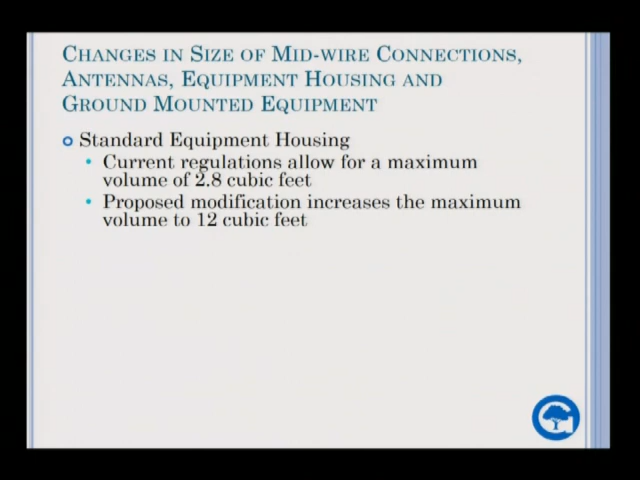 Changes in Size of Mid-wire Connections,
Antennas, Equipment Housing and
Ground Mounted Equipment
Standard Equipment Housing
• Current regulations allow for a maximum
volume of 2.8 cubic feet
• Proposed modification increases the maximum
volume to 12 cubic feet